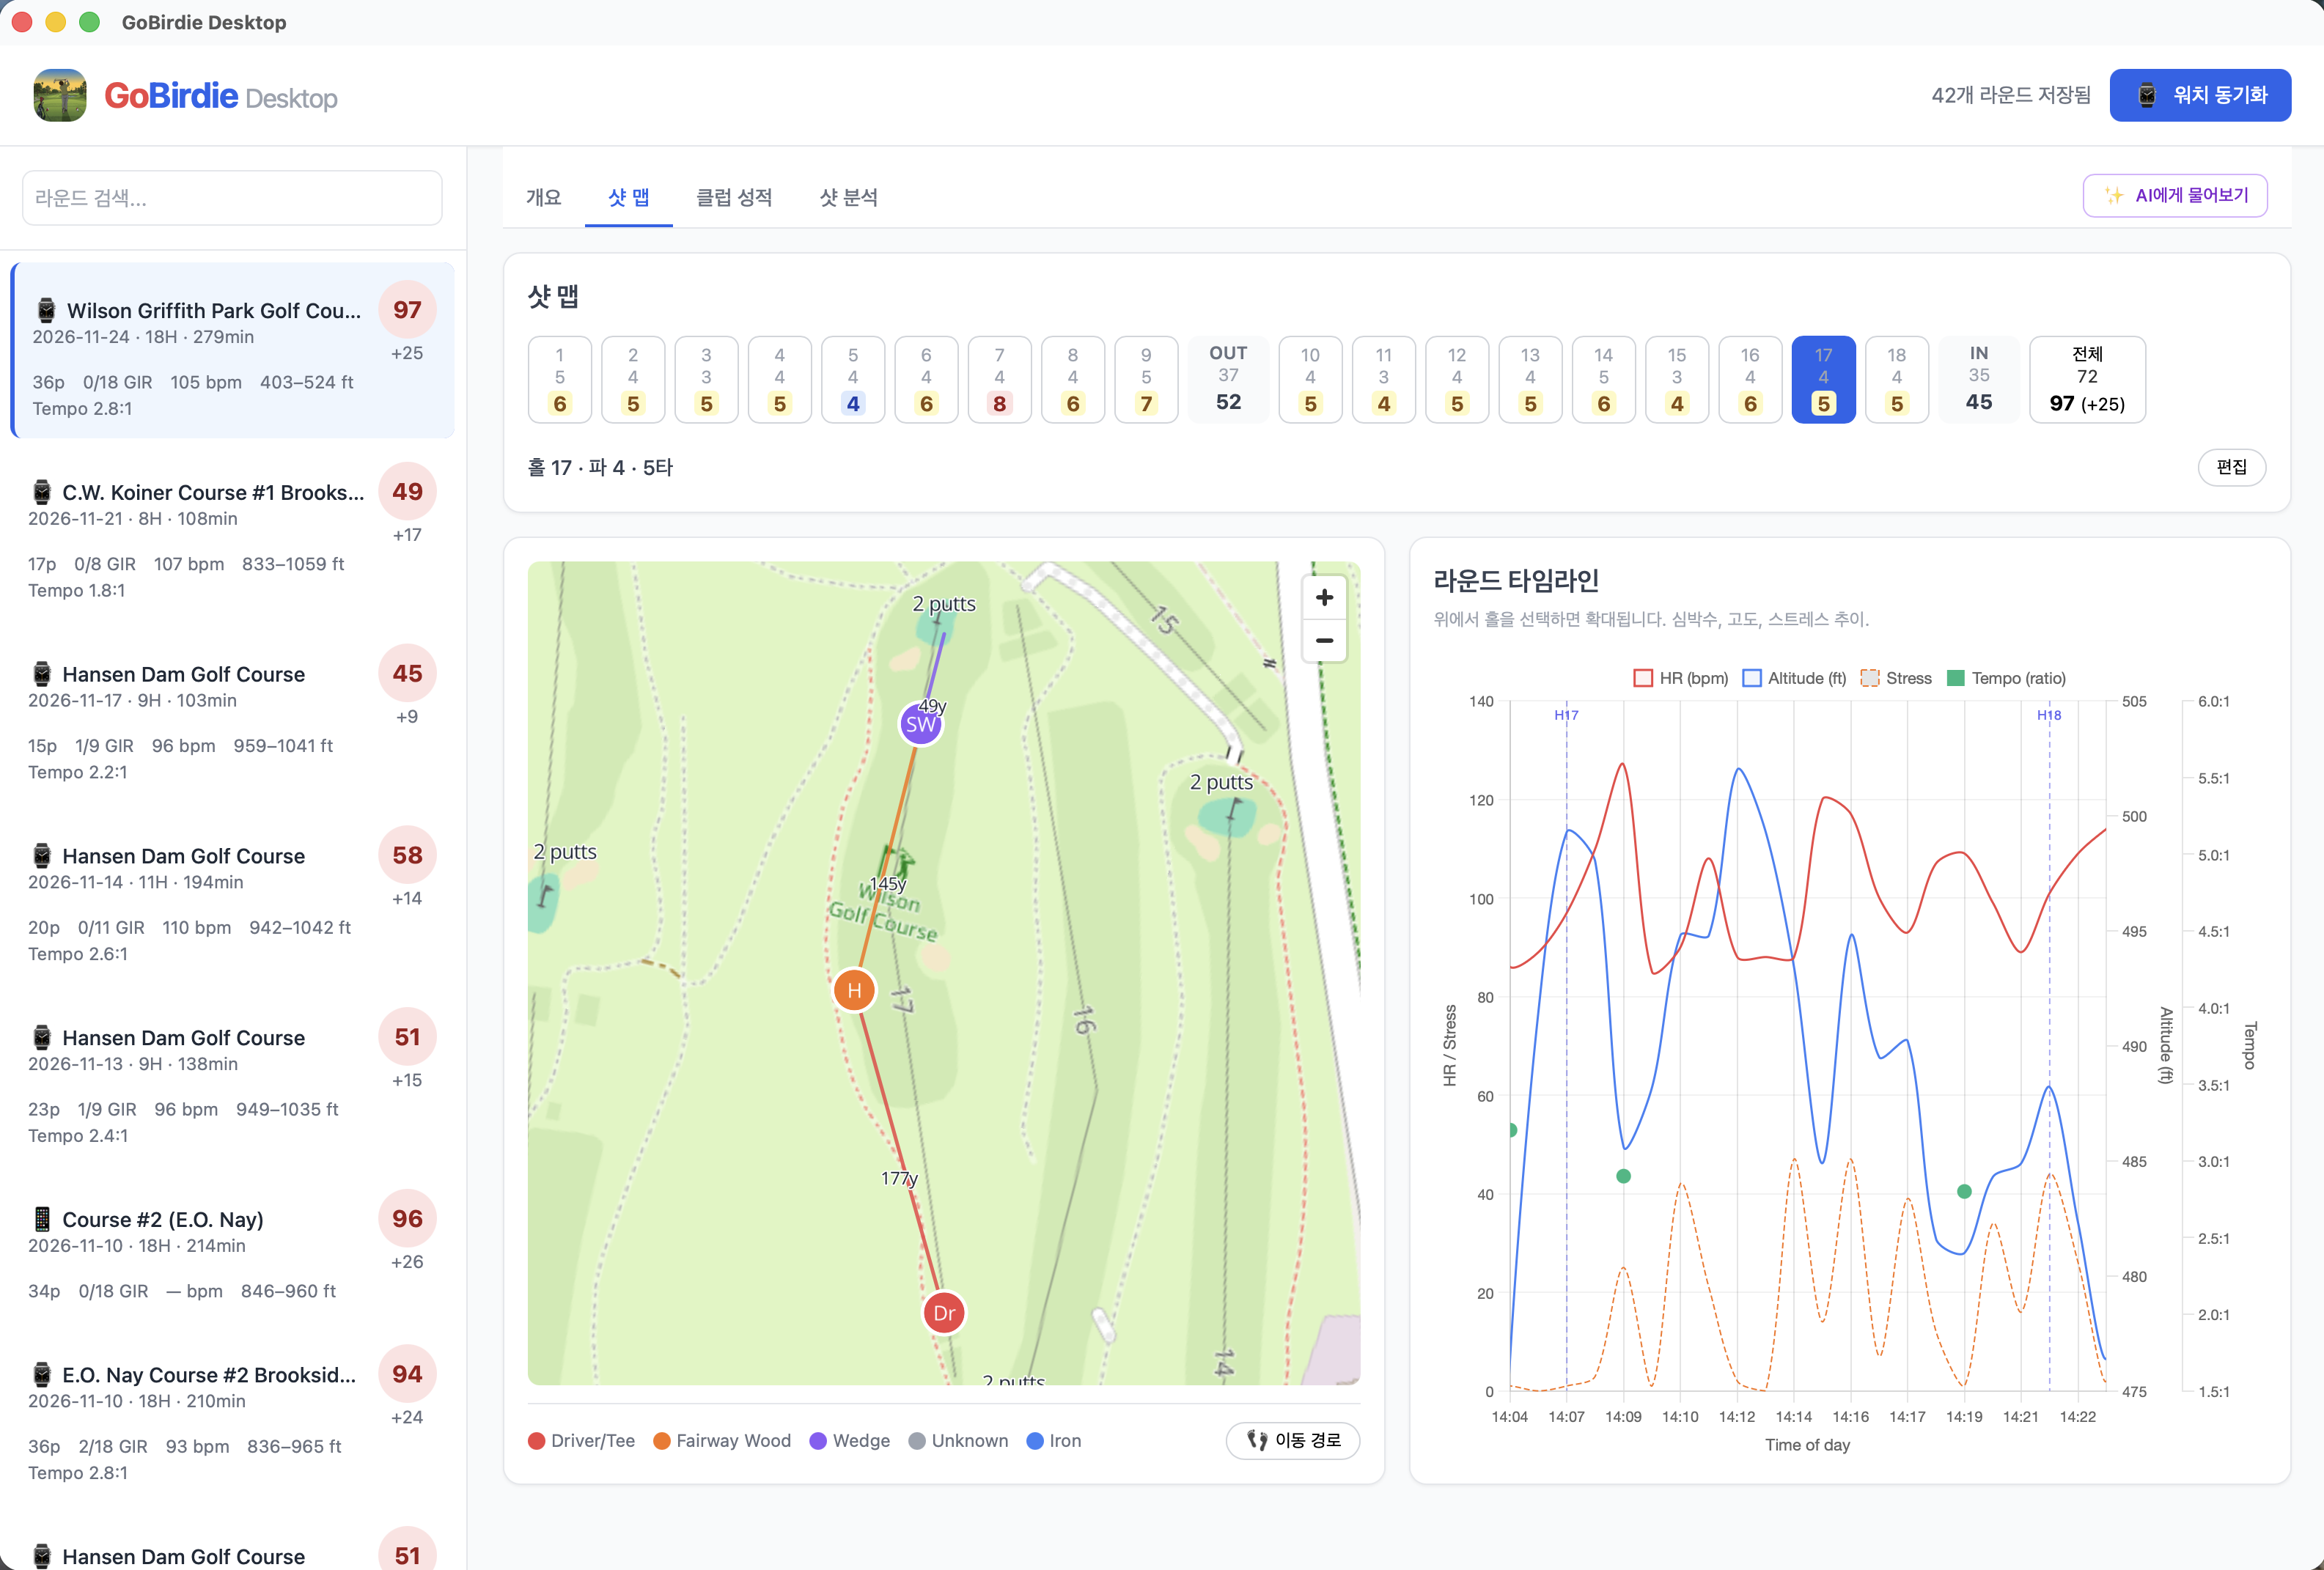 GoBirdie Desktop
GoBirdie Desktop
42개 라운드 저장됨
워치 동기화
라운드 검색...
Wilson Griffith Park Golf Cou...
97
2026-11-24 · 18H · 279min
+25
36p 0/18 GIR 105 bpm 403–524 ft
Tempo 2.8:1
C.W. Koiner Course #1 Brooks...
49
2026-11-21 · 8H · 108min
+17
17p 0/8 GIR 107 bpm 833–1059 ft
Tempo 1.8:1
Hansen Dam Golf Course
45
2026-11-17 · 9H · 103min
+9
15p 1/9 GIR 96 bpm 959–1041 ft
Tempo 2.2:1
Hansen Dam Golf Course
58
2026-11-14 · 11H · 194min
+14
20p 0/11 GIR 110 bpm 942–1042 ft
Tempo 2.6:1
Hansen Dam Golf Course
51
2026-11-13 · 9H · 138min
+15
23p 1/9 GIR 96 bpm 949–1035 ft
Tempo 2.4:1
Course #2 (E.O. Nay)
96
2026-11-10 · 18H · 214min
+26
34p 0/18 GIR — bpm 846–960 ft
E.O. Nay Course #2 Brooksid...
94
2026-11-10 · 18H · 210min
+24
36p 2/18 GIR 93 bpm 836–965 ft
Tempo 2.8:1
Hansen Dam Golf Course
51
개요 샷 맵 클럽 성적 샷 분석
AI에게 물어보기
샷 맵
1 2 3 4 5 6 7 8 9 OUT 10 11 12 13 14 15 16 17 18 IN 전체
5 4 3 4 4 4 4 4 5 37 4 3 4 4 5 3 4 4 4 35 72
6 5 5 5 4 6 8 6 7 52 5 4 5 5 6 4 6 5 5 45 97 (+25)
홀 17 · 파 4 · 5타
편집
2 putts
15
+
−
49y
SW
2 putts
2 putts
145y
Wilson
Golf Course
H
17
16
177y
Dr
14
2 putts
Driver/Tee Fairway Wood Wedge Unknown Iron
이동 경로
라운드 타임라인
위에서 홀을 선택하면 확대됩니다. 심박수, 고도, 스트레스 추이.
HR (bpm) Altitude (ft) Stress Tempo (ratio)
H17 H18
140
120
100
80
60
40
20
0
HR / Stress
505
500
495
490
485
480
475
Altitude (ft)
6.0:1
5.5:1
5.0:1
4.5:1
4.0:1
3.5:1
3.0:1
2.5:1
2.0:1
1.5:1
Tempo
14:04 14:07 14:09 14:10 14:12 14:14 14:16 14:17 14:19 14:21 14:22
Time of day